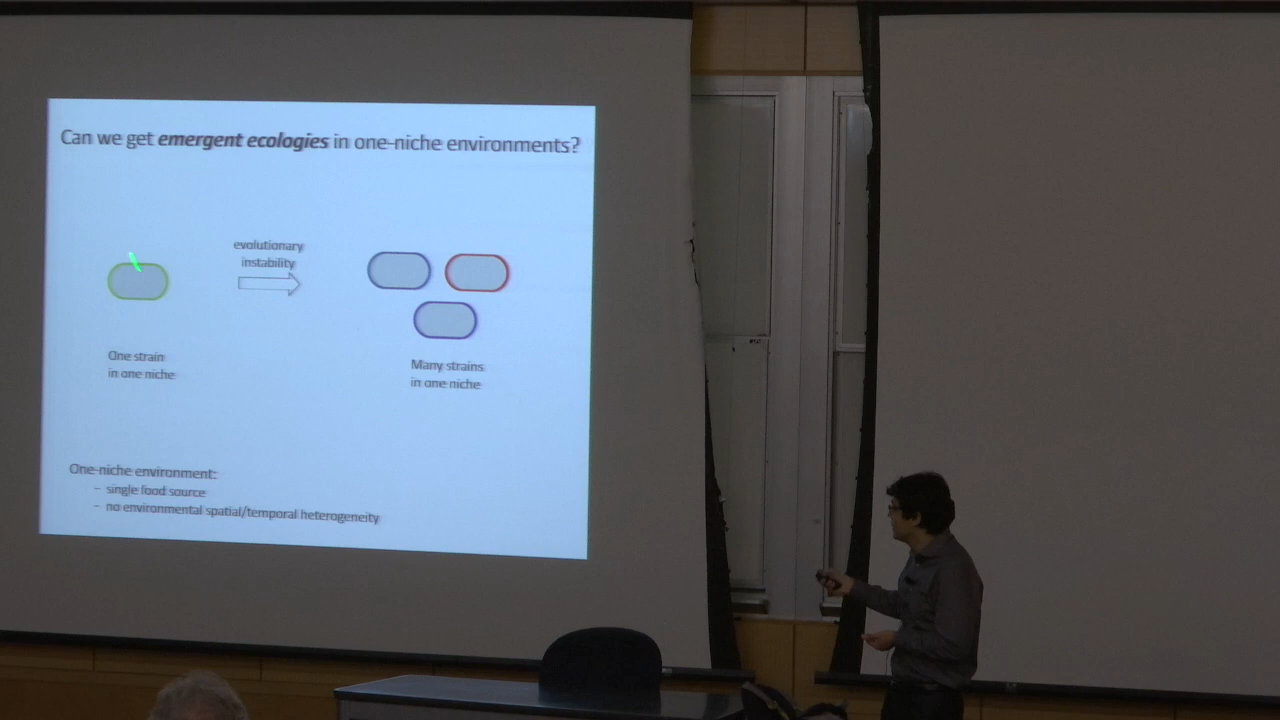 Can we get emergent ecologies in one-niche environments?
evolutionary
instability
One strain
in one niche
Many strains
in one niche
One-niche environment:
– single food source
– no environmental spatial/temporal heterogeneity